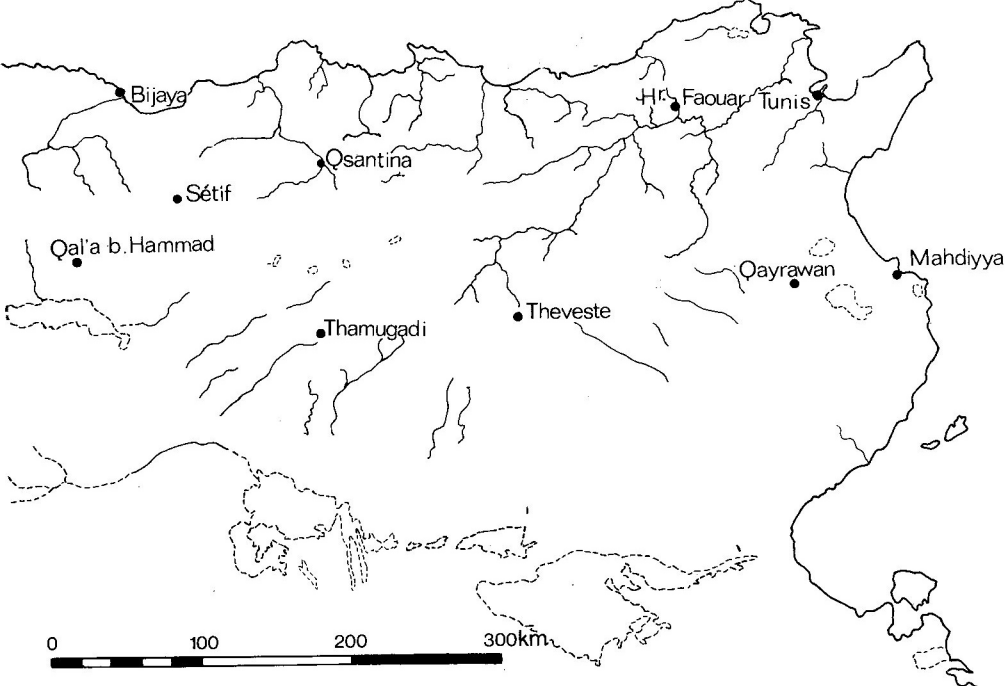 Bijaya
Hr. Faouar
Tunis
Qsantina
Sétif
Qal'a b. Hammad
Mahdiyya
Qayrawan
Theveste
Thamugadi
0 100 200 300km